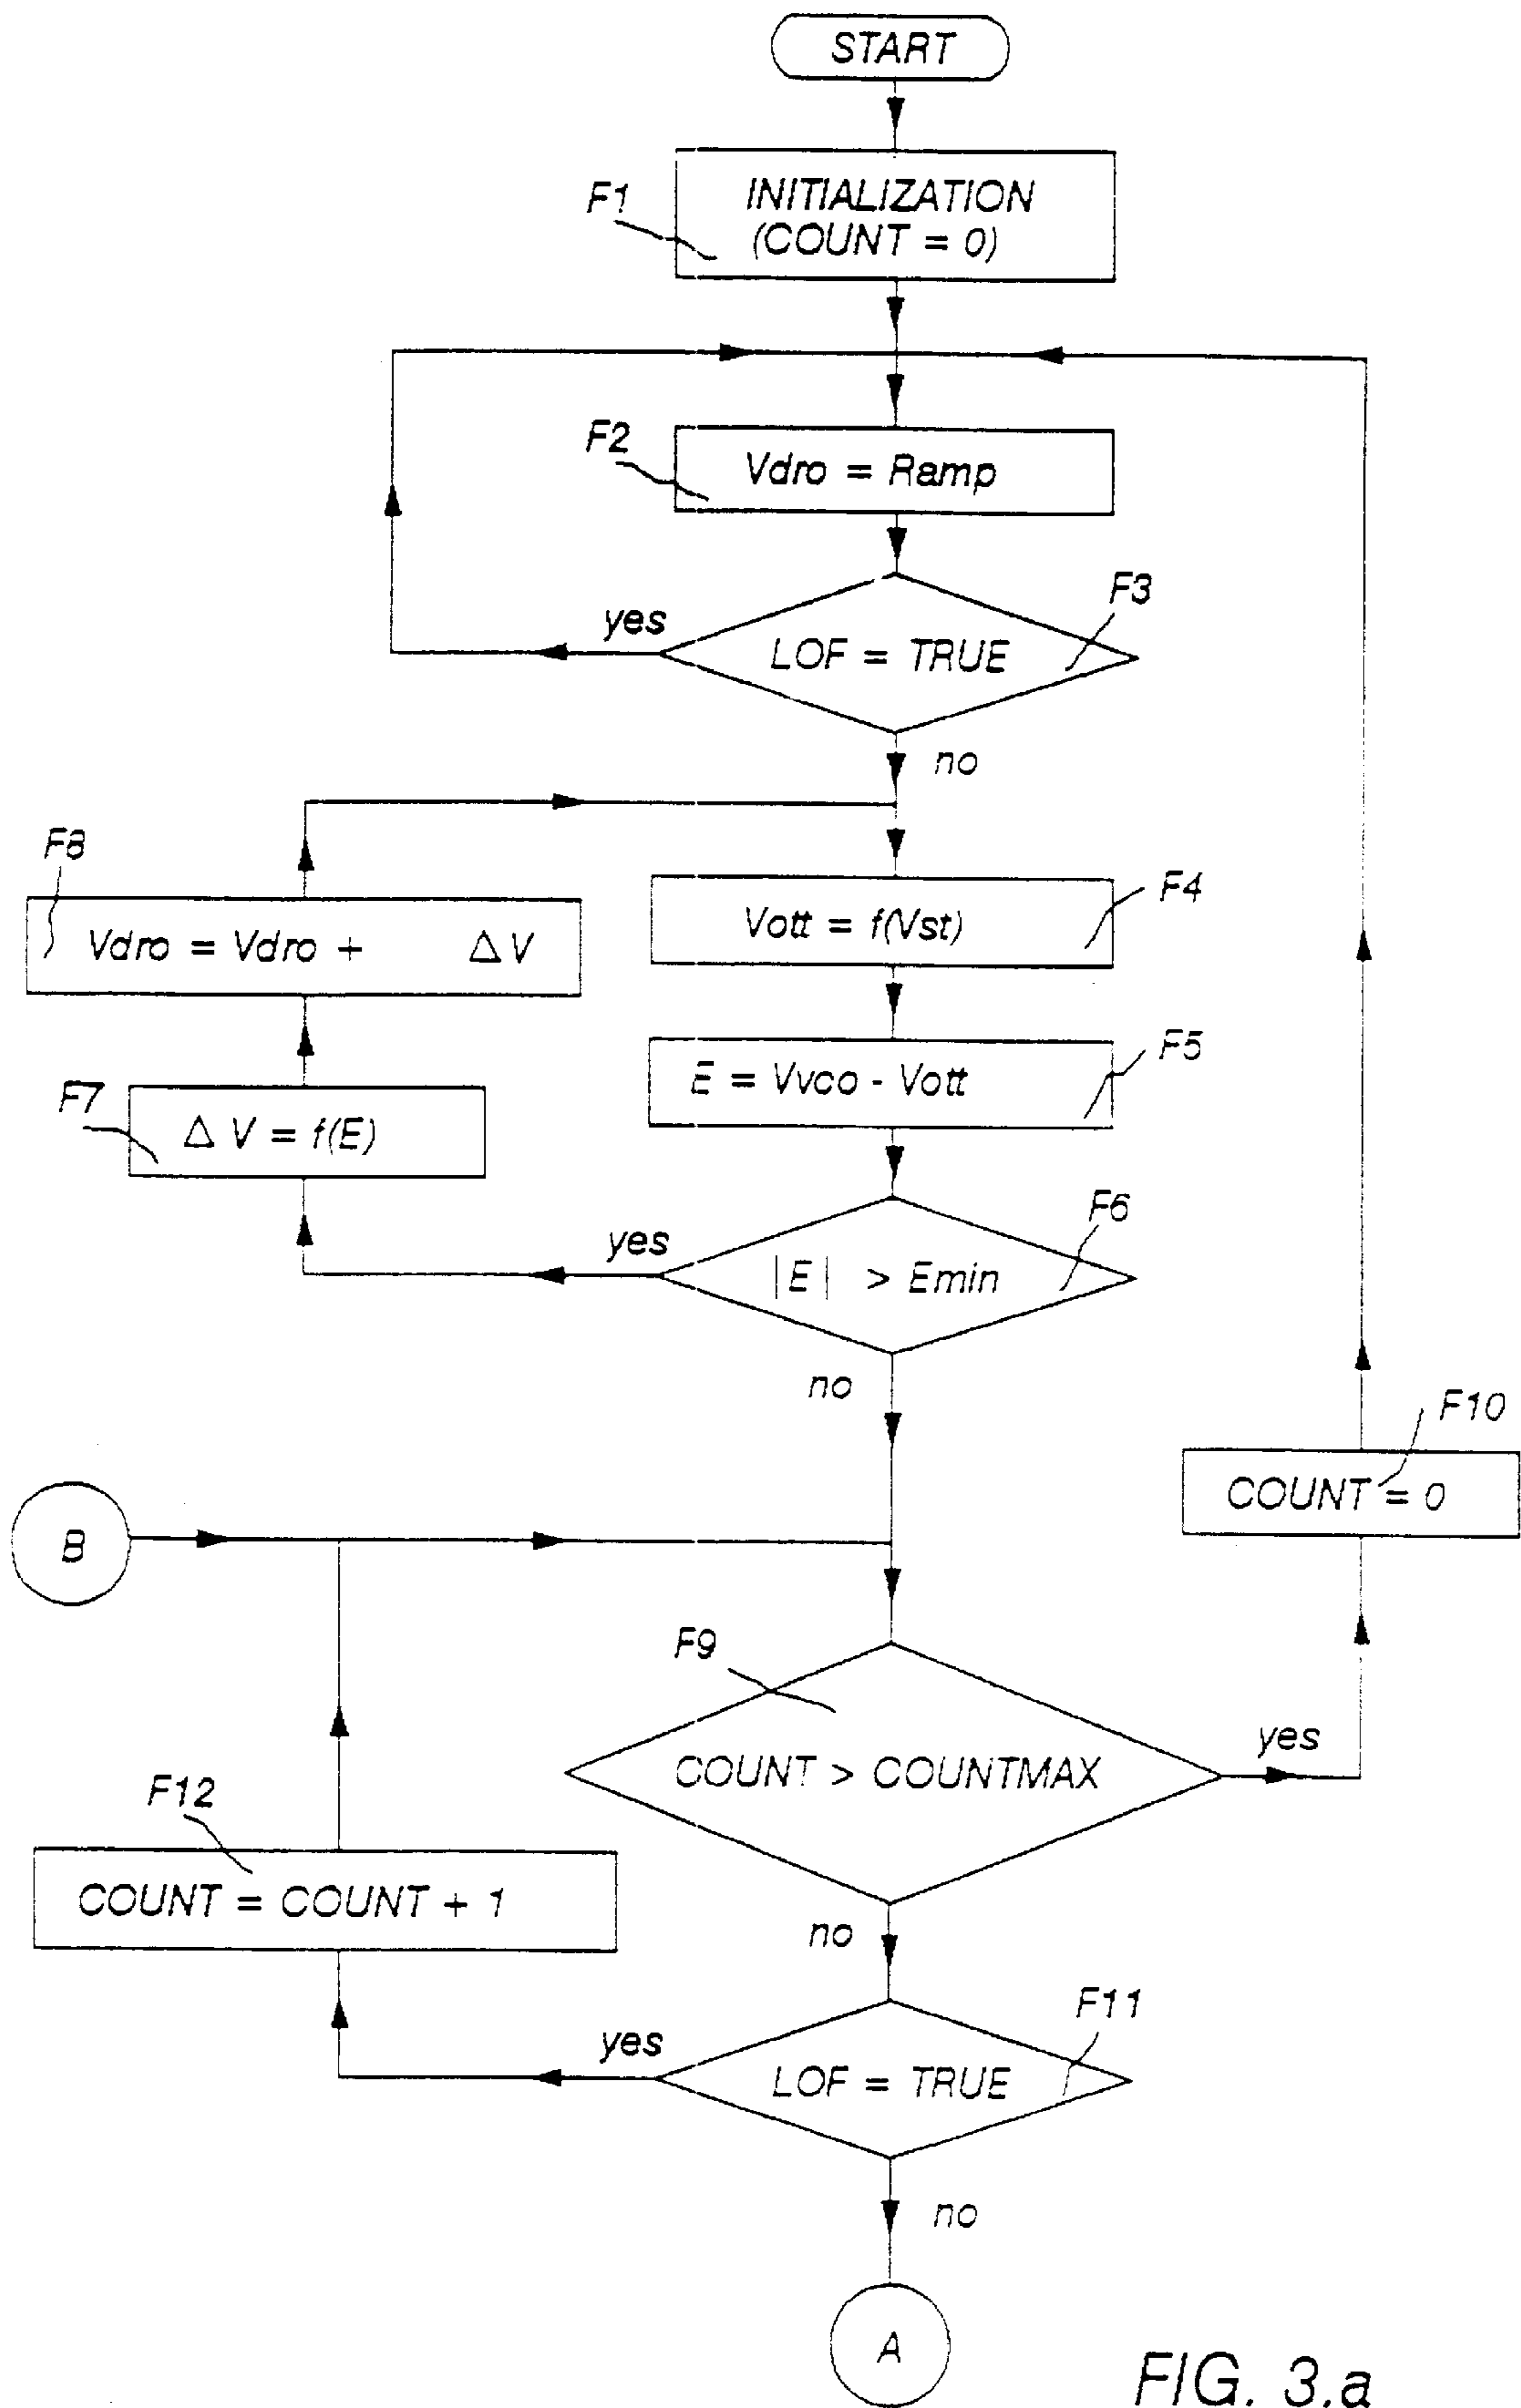 START
F1
INITIALIZATION
(COUNT = 0)
F2
Vdro = Ramp
F3
yes
LOF = TRUE
no
F8
F4
Vdro = Vdro + Δ V
Vott = f(Vst)
F5
E = Vvco - Vott
F7
Δ V = f(E)
F6
yes
|E| > Emin
no
F10
COUNT = 0
B
F9
yes
COUNT > COUNTMAX
F12
COUNT = COUNT + 1
no
F11
yes
LOF = TRUE
no
A
FIG. 3.a